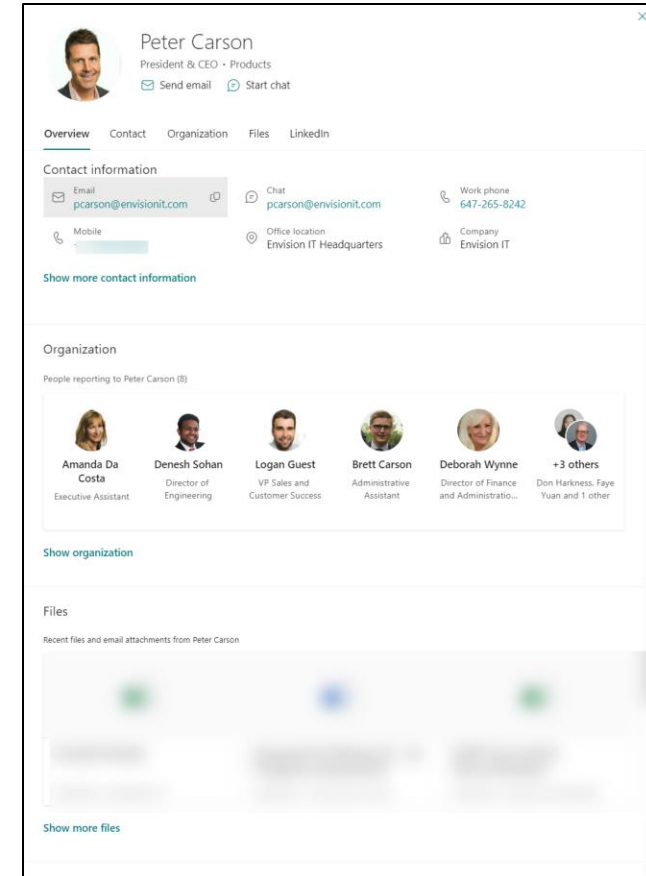 Peter Carson
President & CEO • Products
Send email Start chat
Overview Contact Organization Files LinkedIn
Contact information
Email
pcarson@envisionit.com
Chat
pcarson@envisionit.com
Work phone
647-265-8242
Mobile
Office location
Envision IT Headquarters
Company
Envision IT
Show more contact information
Organization
People reporting to Peter Carson (8)
Amanda Da
Costa
Executive Assistant
Denesh Sohan
Director of
Engineering
Logan Guest
VP Sales and
Customer Success
Brett Carson
Administrative
Assistant
Deborah Wynne
Director of Finance
and Administratio...
+3 others
Don Harkness, Faye
Yuan and 1 other
Show organization
Files
Recent files and email attachments from Peter Carson
Show more files